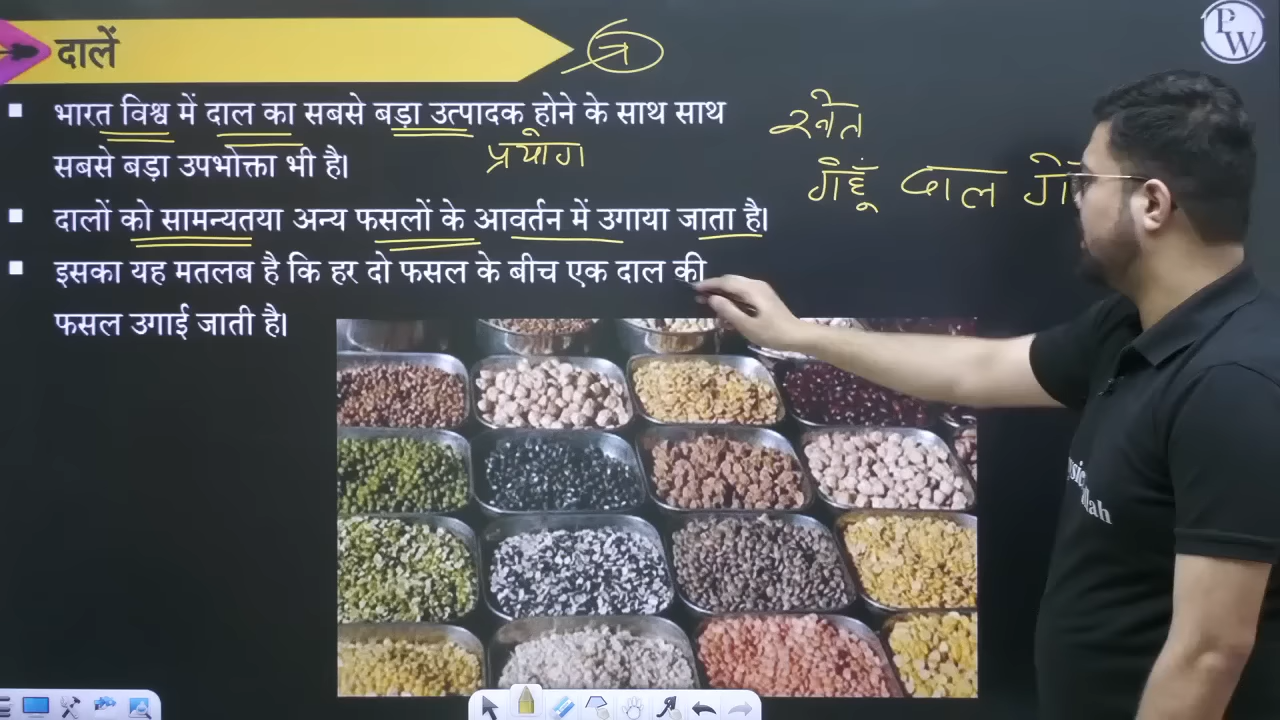 दालें
PW
भारत विश्व में दाल का सबसे बड़ा उत्पादक होने के साथ साथ
प्रयोग
सबसे बड़ा उपभोक्ता भी है।
खेत
गेहूँ दाल
दालों को सामन्यतया अन्य फसलों के आवर्तन में उगाया जाता है।
इसका यह मतलब है कि हर दो फसल के बीच एक दाल की
फसल उगाई जाती है।